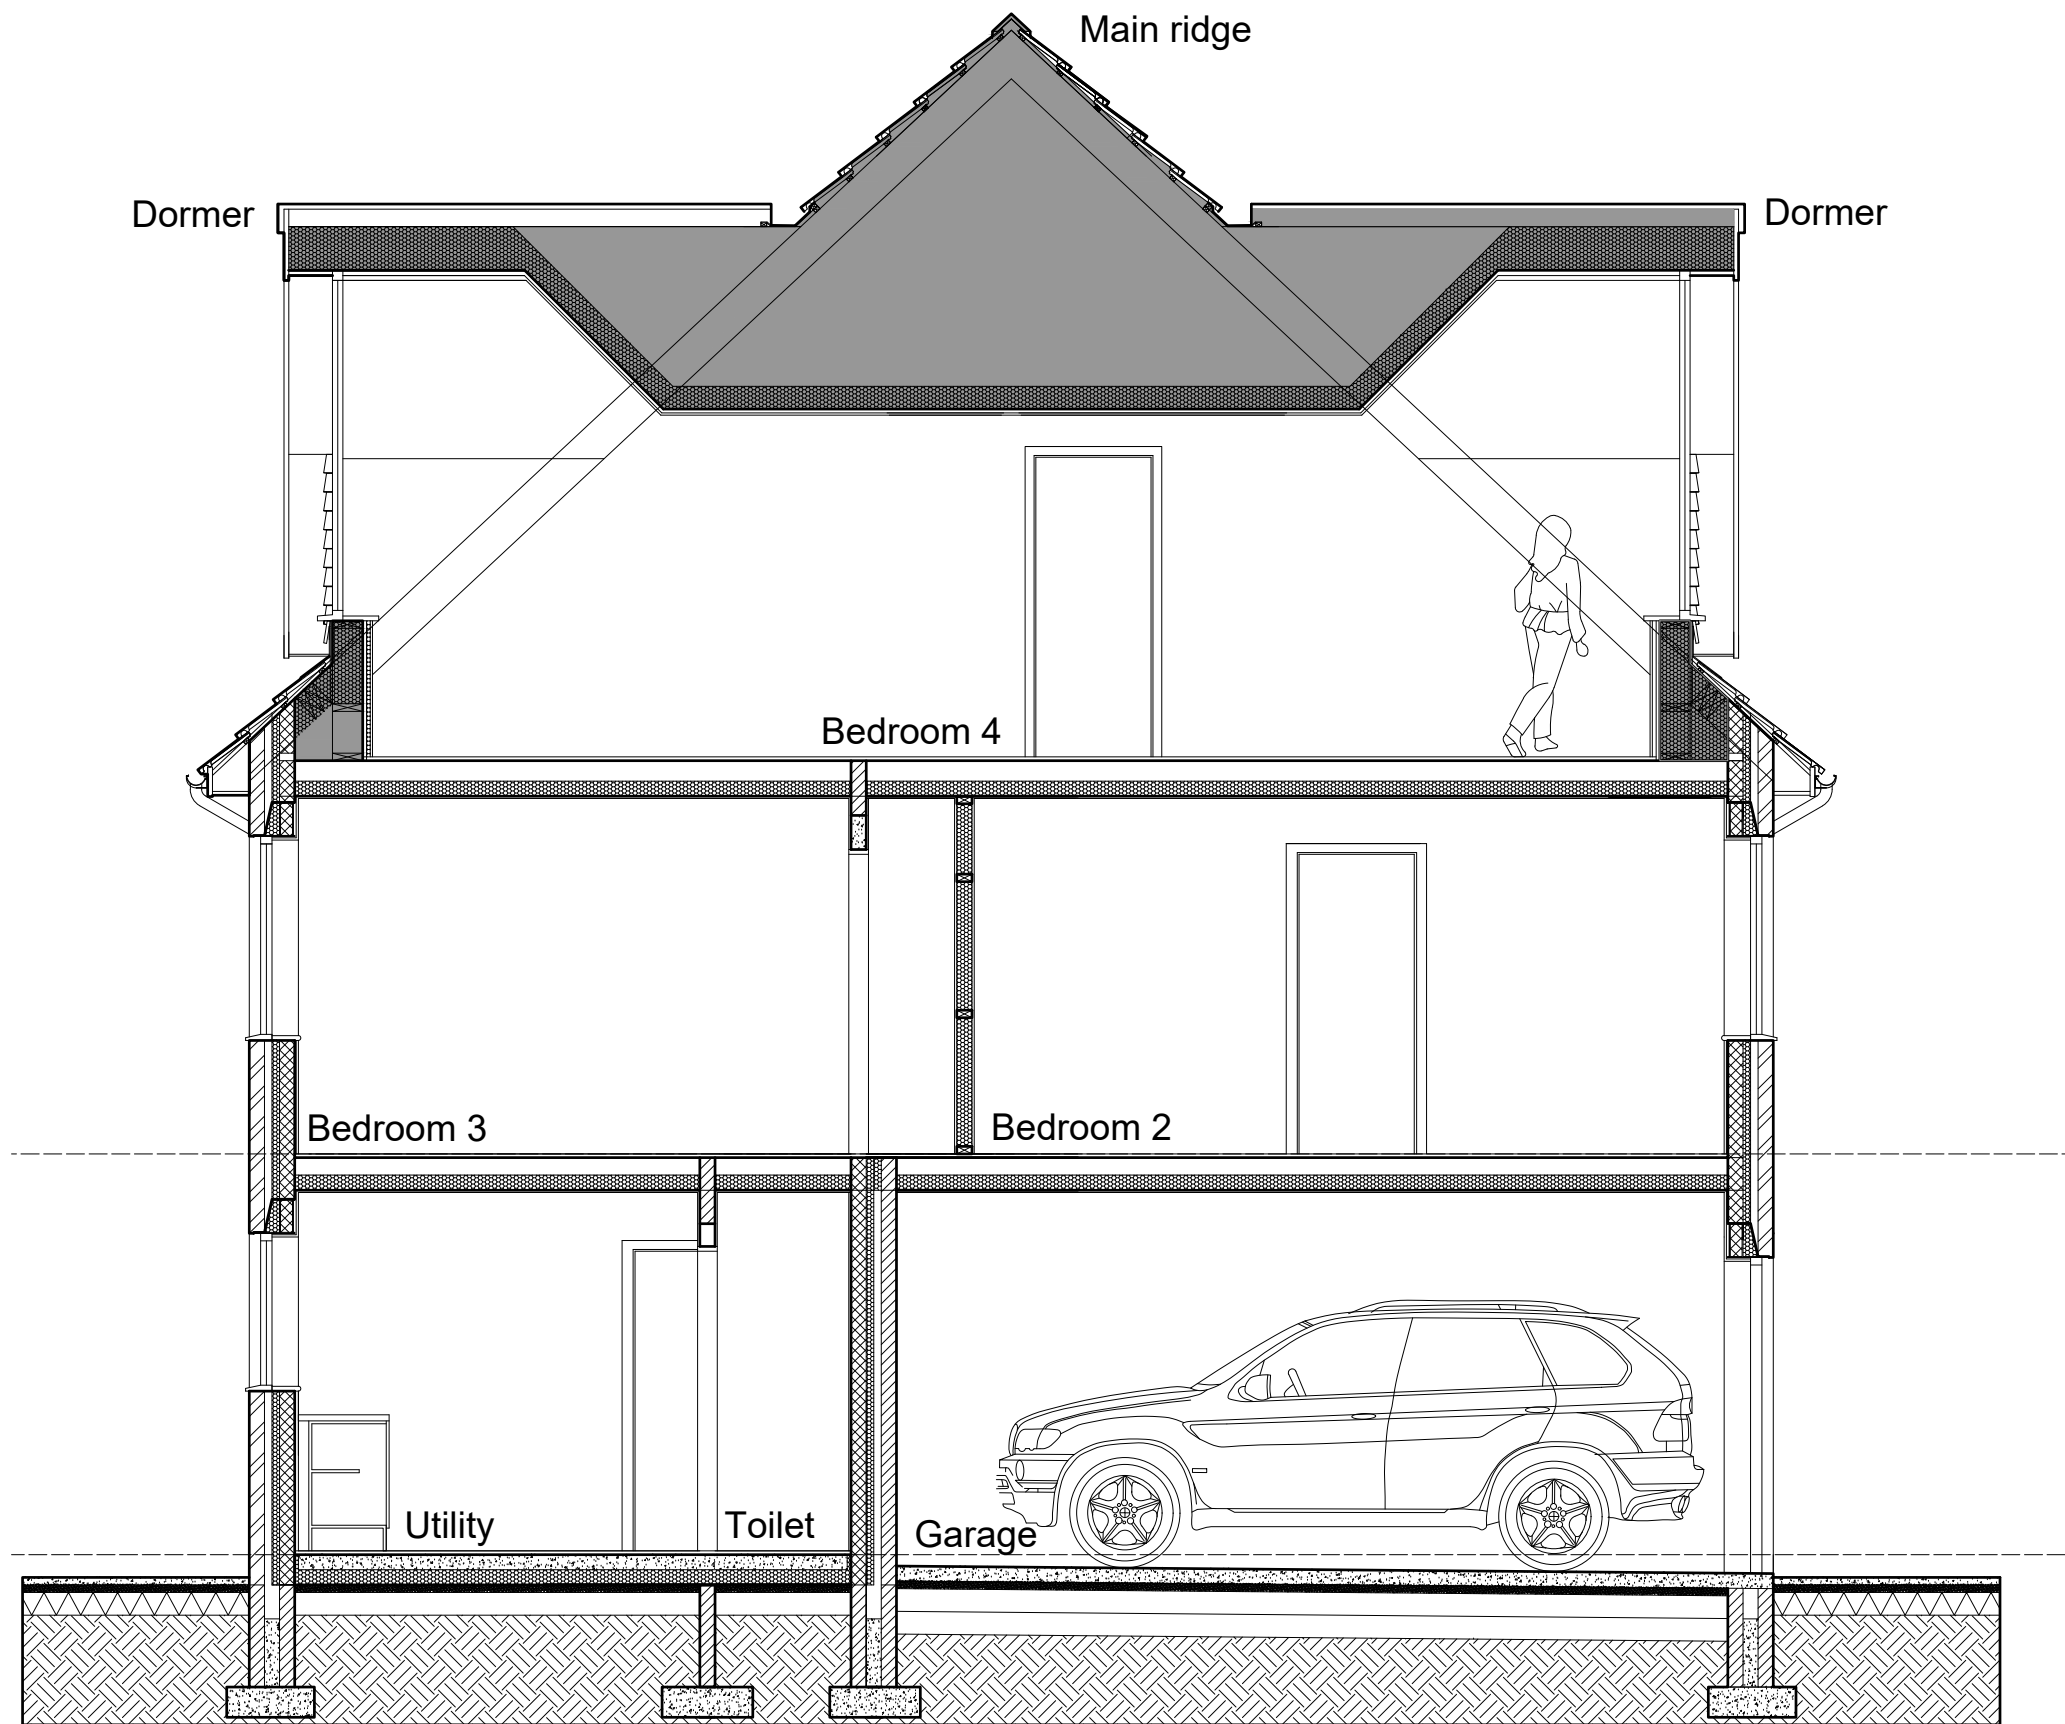 Main ridge
Dormer
Dormer
Bedroom 4
Bedroom 3
Bedroom 2
Utility
Toilet
Garage